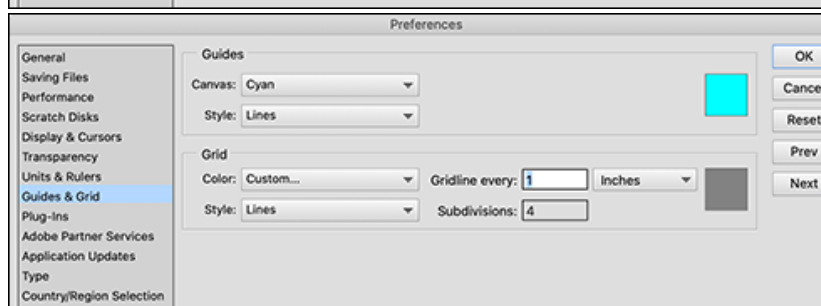 Preferences
General
Saving Files
Performance
Scratch Disks
Display & Cursors
Transparency
Units & Rulers
Guides & Grid
Plug-Ins
Adobe Partner Services
Application Updates
Type
Country/Region Selection
Guides
Canvas: Cyan
Style: Lines
Grid
Color: Custom... Gridline every: 1 Inches
Style: Lines Subdivisions: 4
OK
Cance
Reset
Prev
Next